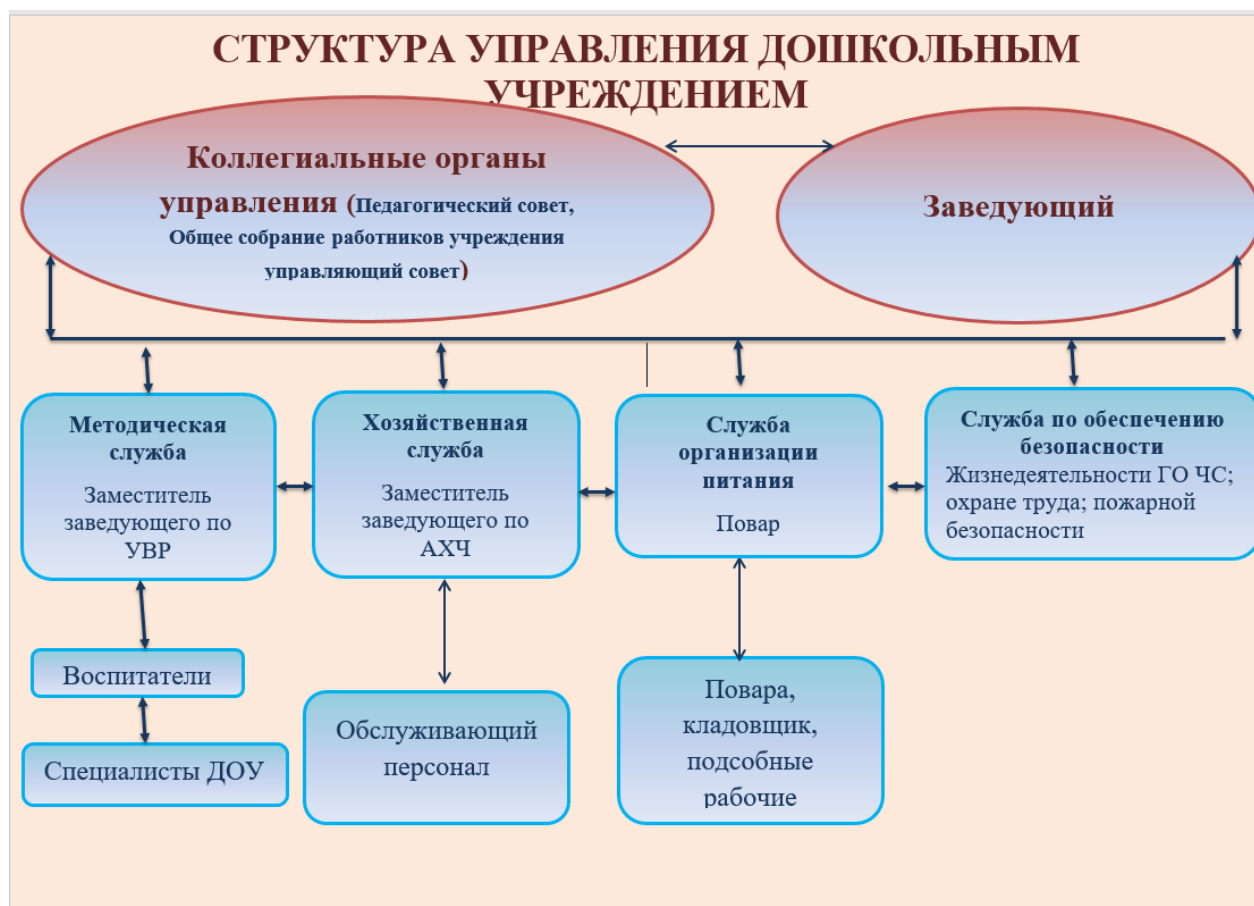 СТРУКТУРА УПРАВЛЕНИЯ ДОШКОЛЬНЫМ
УЧРЕЖДЕНИЕМ
Коллегиальные органы
управления (Педагогический совет,
Общее собрание работников учреждения
управляющий совет)
Заведующий
Методическая
служба
Заместитель
заведующего по
УВР
Хозяйственная
служба
Заместитель
заведующего по
АХЧ
Служба
организации
питания
Повар
Служба по обеспечению
безопасности
Жизнедеятельности ГО ЧС;
охране труда; пожарной
безопасности
Воспитатели
Специалисты ДОУ
Обслуживающий
персонал
Повара,
кладовщик,
подсобные
рабочие